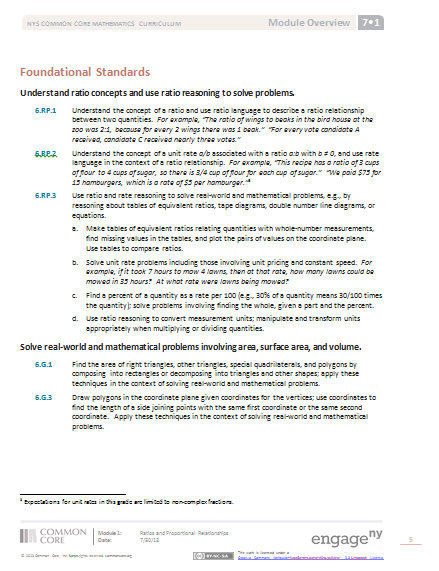 NYS COMMON CORE MATHEMATICS CURRICULUM
Module Overview
7•1
Foundational Standards
Understand ratio concepts and use ratio reasoning to solve problems.
6.RP.1 Understand the concept of a ratio and use ratio language to describe a ratio relationship
between two quantities. For example, “The ratio of wings to beaks in the bird house at the
zoo was 2:1, because for every 2 wings there was 1 beak.” “For every vote candidate A
received, candidate C received nearly three votes.”
6.RP.2 Understand the concept of a unit rate a/b associated with a ratio a:b with b ≠ 0, and use rate
language in the context of a ratio relationship. For example, “This recipe has a ratio of 3 cups
of flour to 4 cups of sugar, so there is 3/4 cup of flour for each cup of sugar.” “We paid $75 for
15 hamburgers, which is a rate of $5 per hamburger.”¹
6.RP.3 Use ratio and rate reasoning to solve real-world and mathematical problems, e.g., by
reasoning about tables of equivalent ratios, tape diagrams, double number line diagrams, or
equations.
a. Make tables of equivalent ratios relating quantities with whole-number measurements,
find missing values in the tables, and plot the pairs of values on the coordinate plane.
Use tables to compare ratios.
b. Solve unit rate problems including those involving unit pricing and constant speed. For
example, if it took 7 hours to mow 4 lawns, then at that rate, how many lawns could be
mowed in 35 hours? At what rate were lawns being mowed?
c. Find a percent of a quantity as a rate per 100 (e.g., 30% of a quantity means 30/100 times
the quantity); solve problems involving finding the whole, given a part and the percent.
d. Use ratio reasoning to convert measurement units; manipulate and transform units
appropriately when multiplying or dividing quantities.
Solve real-world and mathematical problems involving area, surface area, and volume.
6.G.1 Find the area of right triangles, other triangles, special quadrilaterals, and polygons by
composing into rectangles or decomposing into triangles and other shapes; apply these
techniques in the context of solving real-world and mathematical problems.
6.G.3 Draw polygons in the coordinate plane given coordinates for the vertices; use coordinates to
find the length of a side joining points with the same first coordinate or the same second
coordinate. Apply these techniques in the context of solving real-world and mathematical
problems.
¹ Expectations for unit rates in this grade are limited to non-complex fractions.
COMMON
CORE
Module 1: Ratios and Proportional Relationships
Date: 7/30/13
engage ny
5
© 2013 Common Core, Inc. All rights reserved. commoncore.org
BY-NC-SA
This work is licensed under a